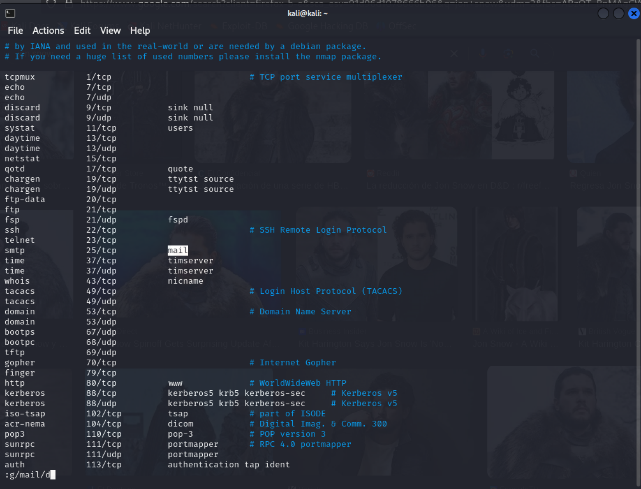 kali@kali: ~
File Actions Edit View Help
# by IANA and used in the real-world or are needed by a debian package.
# If you need a huge list of used numbers please install the nmap package.
tcpmux 1/tcp # TCP port service multiplexer
echo 7/tcp
echo 7/udp
discard 9/tcp sink null
discard 9/udp sink null
systat 11/tcp users
daytime 13/tcp
daytime 13/udp
netstat 15/tcp
qotd 17/tcp quote
chargen 19/tcp ttytst source
chargen 19/udp ttytst source
ftp-data 20/tcp
ftp 21/tcp
fsp 21/udp fspd
ssh 22/tcp # SSH Remote Login Protocol
telnet 23/tcp
smtp 25/tcp mail
time 37/tcp timserver
time 37/udp timserver
whois 43/tcp nicname
tacacs 49/tcp # Login Host Protocol (TACACS)
tacacs 49/udp
domain 53/tcp # Domain Name Server
domain 53/udp
bootps 67/udp
bootpc 68/udp
tftp 69/udp
gopher 70/tcp # Internet Gopher
finger 79/tcp
http 80/tcp www # WorldWideWeb HTTP
kerberos 88/tcp kerberos5 krb5 kerberos-sec # Kerberos v5
kerberos 88/udp kerberos5 krb5 kerberos-sec # Kerberos v5
iso-tsap 102/tcp tsap # part of ISODE
acr-nema 104/tcp dicom # Digital Imag. & Comm. 300
pop3 110/tcp pop-3 # POP version 3
sunrpc 111/tcp portmapper # RPC 4.0 portmapper
sunrpc 111/udp portmapper
auth 113/tcp authentication tap ident
:g/mail/d